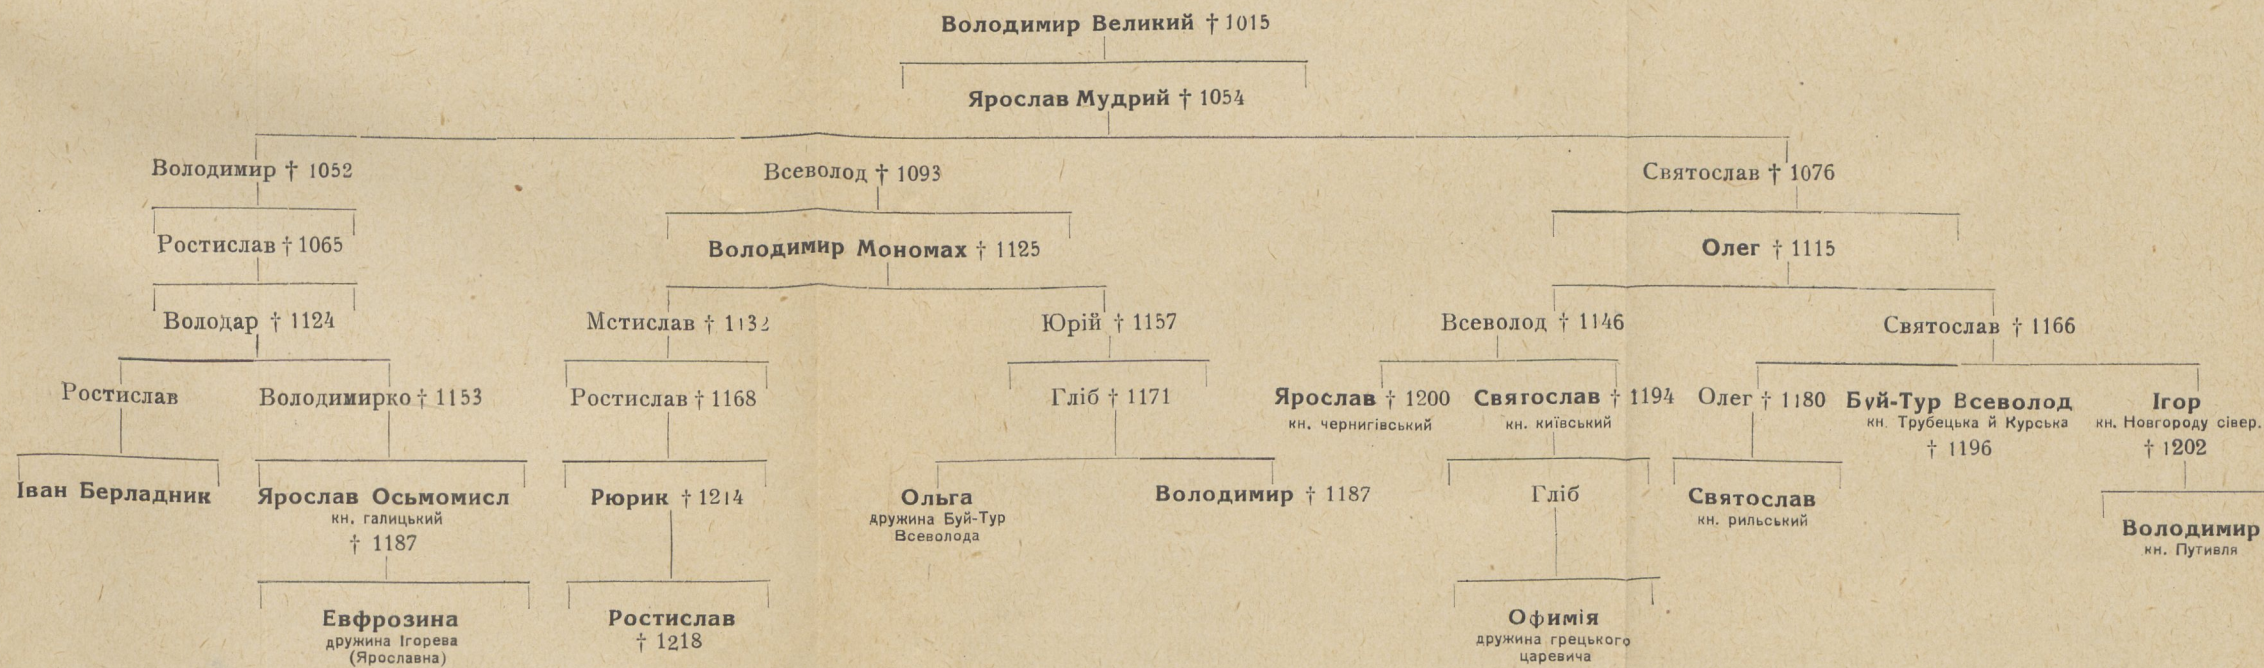 Володимир Великий † 1015
Ярослав Мудрий † 1054
Володимир † 1052 Всеволод † 1093 Святослав † 1076
Ростислав † 1065 Володимир Мономах † 1125 Олег † 1115
Володар † 1124 Мстислав † 1132 Юрій † 1157 Всеволод † 1146 Святослав † 1166
Ростислав Володимирко † 1153 Ростислав † 1168 Гліб † 1171 Ярослав † 1200 Святослав † 1194 Олег † 1180 Буй-Тур Всеволод Ігор
кн. чернигівський кн. київський кн. Трубецька й Курська кн. Новгороду сівер.
† 1196 † 1202
Іван Берладник Ярослав Осьмомисл Рюрик † 1214 Ольга Володимир † 1187 Гліб Святослав
кн. галицький дружина Буй-Тур кн. рильський
Всеволода
† 1187
Володимир
кн. Путивля
Евфрозина Ростислав Офимія
дружина Ігорева † 1218 дружина грецького
(Ярославна) царевича